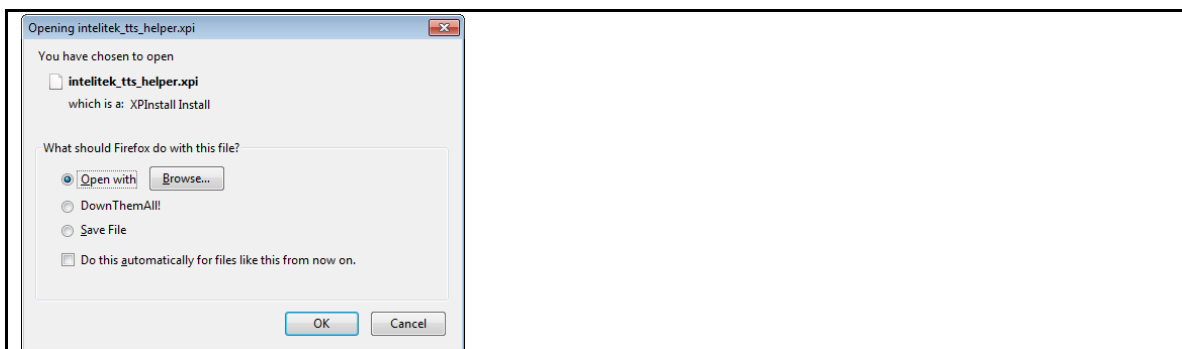 Opening intelitek_tts_helper.xpi
You have chosen to open
intelitek_tts_helper.xpi
which is a: XPInstall Install
What should Firefox do with this file?
Open with Browse...
DownThemAll!
Save File
Do this automatically for files like this from now on.
OK Cancel